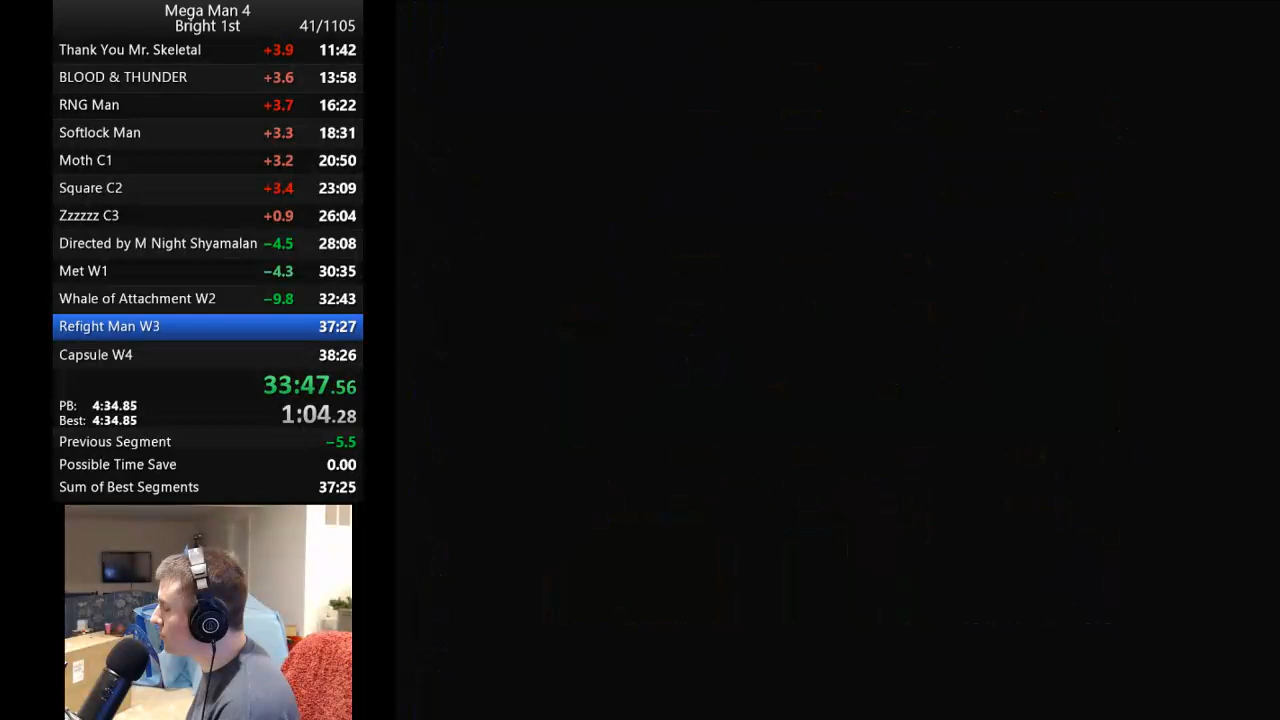 Mega Man 4
Bright 1st 41/1105
Thank You Mr. Skeletal +3.9 11:42
BLOOD & THUNDER +3.6 13:58
RNG Man +3.7 16:22
Softlock Man +3.3 18:31
Moth C1 +3.2 20:50
Square C2 +3.4 23:09
Zzzzzz C3 +0.9 26:04
Directed by M Night Shyamalan −4.5 28:08
Met W1 −4.3 30:35
Whale of Attachment W2 −9.8 32:43
Refight Man W3 37:27
Capsule W4 38:26
33:47.56
PB: 4:34.85
Best: 4:34.85
1:04.28
Previous Segment −5.5
Possible Time Save 0.00
Sum of Best Segments 37:25